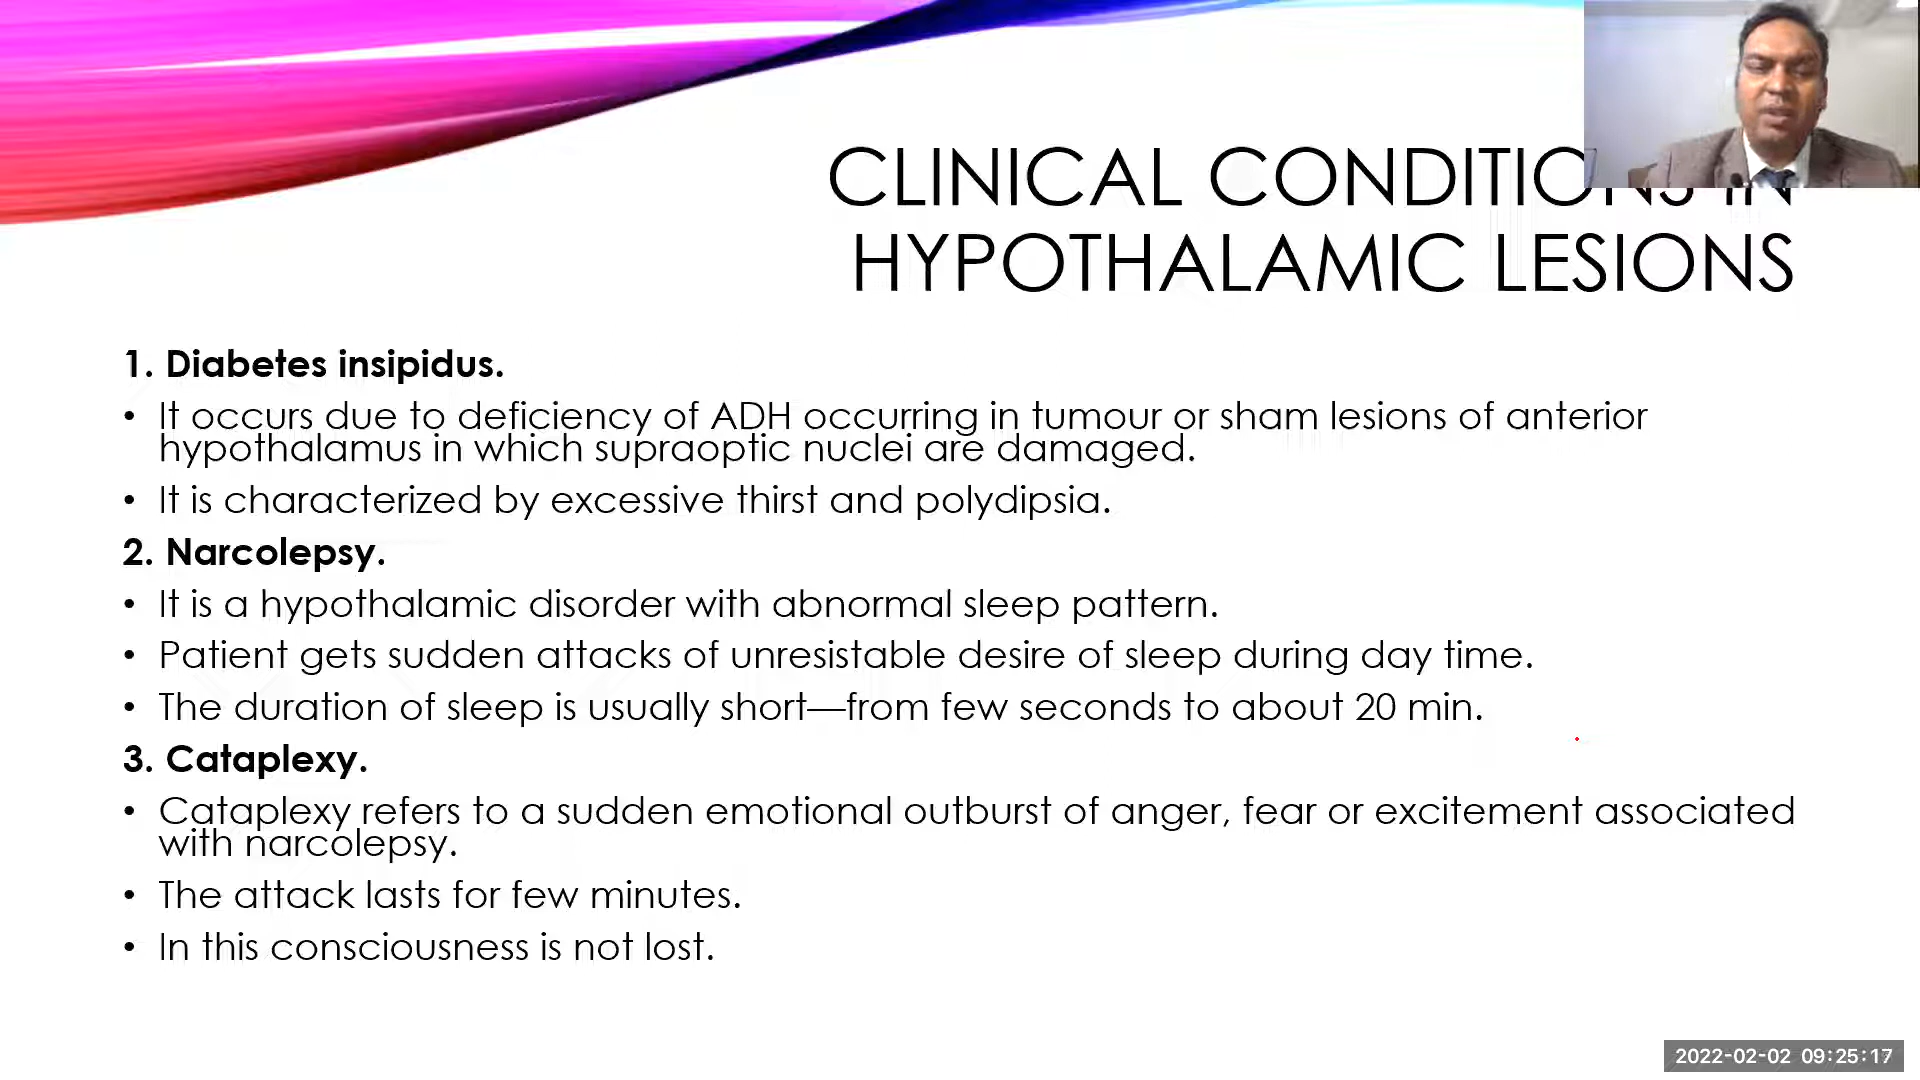 CLINICAL CONDITIONS IN
HYPOTHALAMIC LESIONS
1. Diabetes insipidus.
• It occurs due to deficiency of ADH occurring in tumour or sham lesions of anterior
hypothalamus in which supraoptic nuclei are damaged.
• It is characterized by excessive thirst and polydipsia.
2. Narcolepsy.
• It is a hypothalamic disorder with abnormal sleep pattern.
• Patient gets sudden attacks of unresistable desire of sleep during day time.
• The duration of sleep is usually short—from few seconds to about 20 min.
3. Cataplexy.
• Cataplexy refers to a sudden emotional outburst of anger, fear or excitement associated
with narcolepsy.
• The attack lasts for few minutes.
• In this consciousness is not lost.
2022-02-02 09:25:17